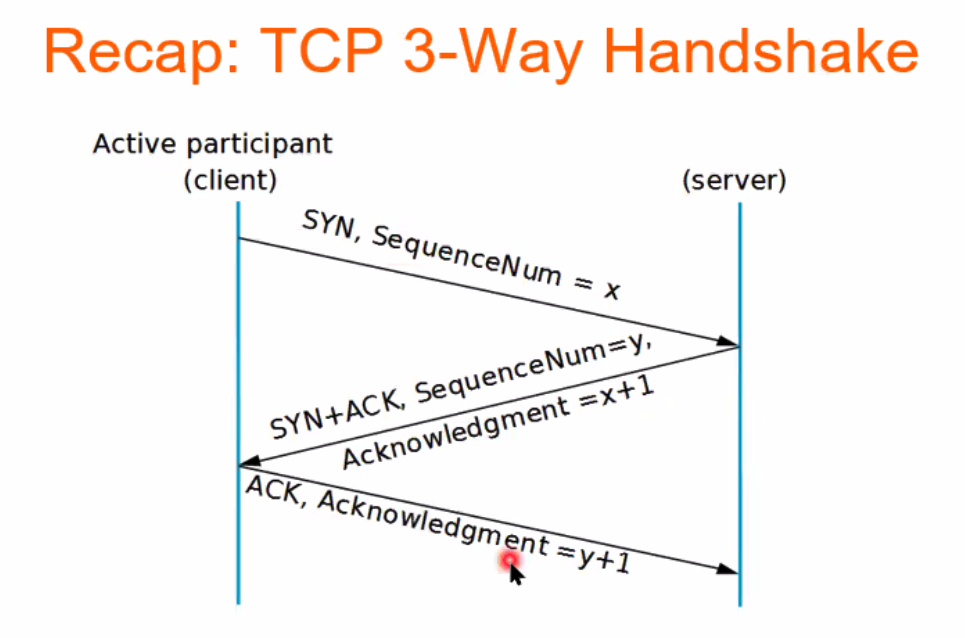 Recap: TCP 3-Way Handshake
Active participant
(client)
(server)
SYN, SequenceNum = x
SYN+ACK, SequenceNum=y,
Acknowledgment =x+1
ACK, Acknowledgment =y+1